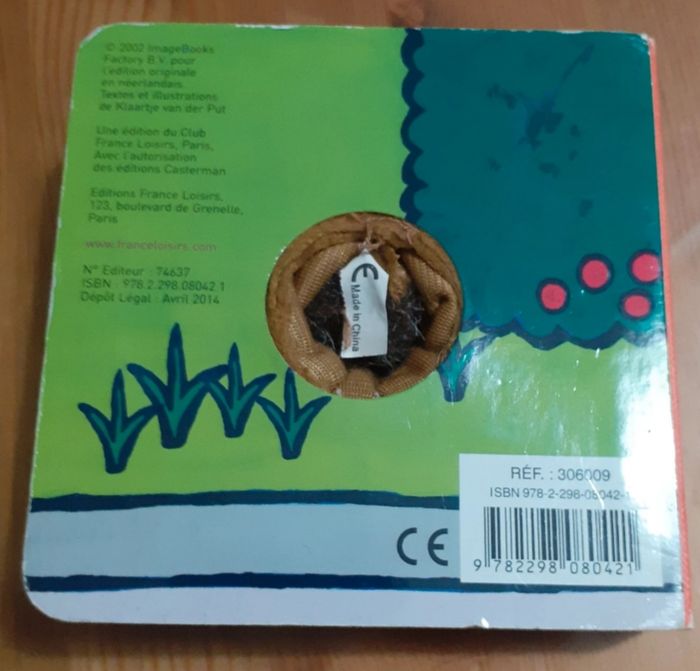 © 2002 ImageBooks
Factory B.V. pour
l'édition originale
en néerlandais.
Textes et illustrations
de Klaartje van der Put
Une édition du Club
France Loisirs, Paris,
Avec l'autorisation
des éditions Casterman
Editions France Loisirs,
123, boulevard de Grenelle,
Paris
www.franceloisirs.com
N° Editeur : 74637
ISBN : 978.2.298.08042.1
Dépôt Légal : Avril 2014
CE
Made in China
RÉF. : 306009
ISBN 978-2-298-08042-1
CE
9 782298 080421